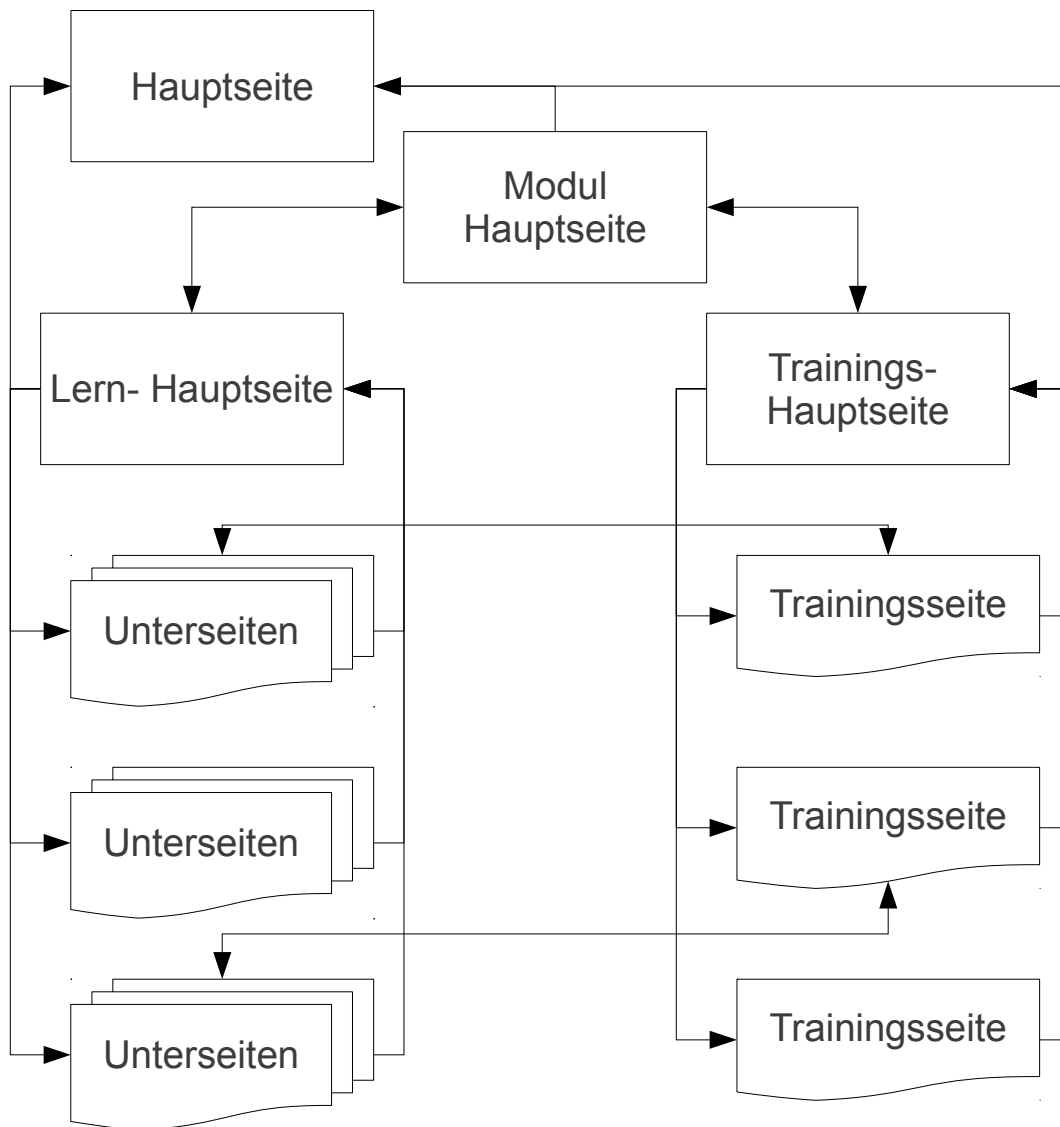 Hauptseite
Modul
Hauptseite
Lern- Hauptseite
Trainings-
Hauptseite
Unterseiten
Trainingsseite
Unterseiten
Trainingsseite
Unterseiten
Trainingsseite